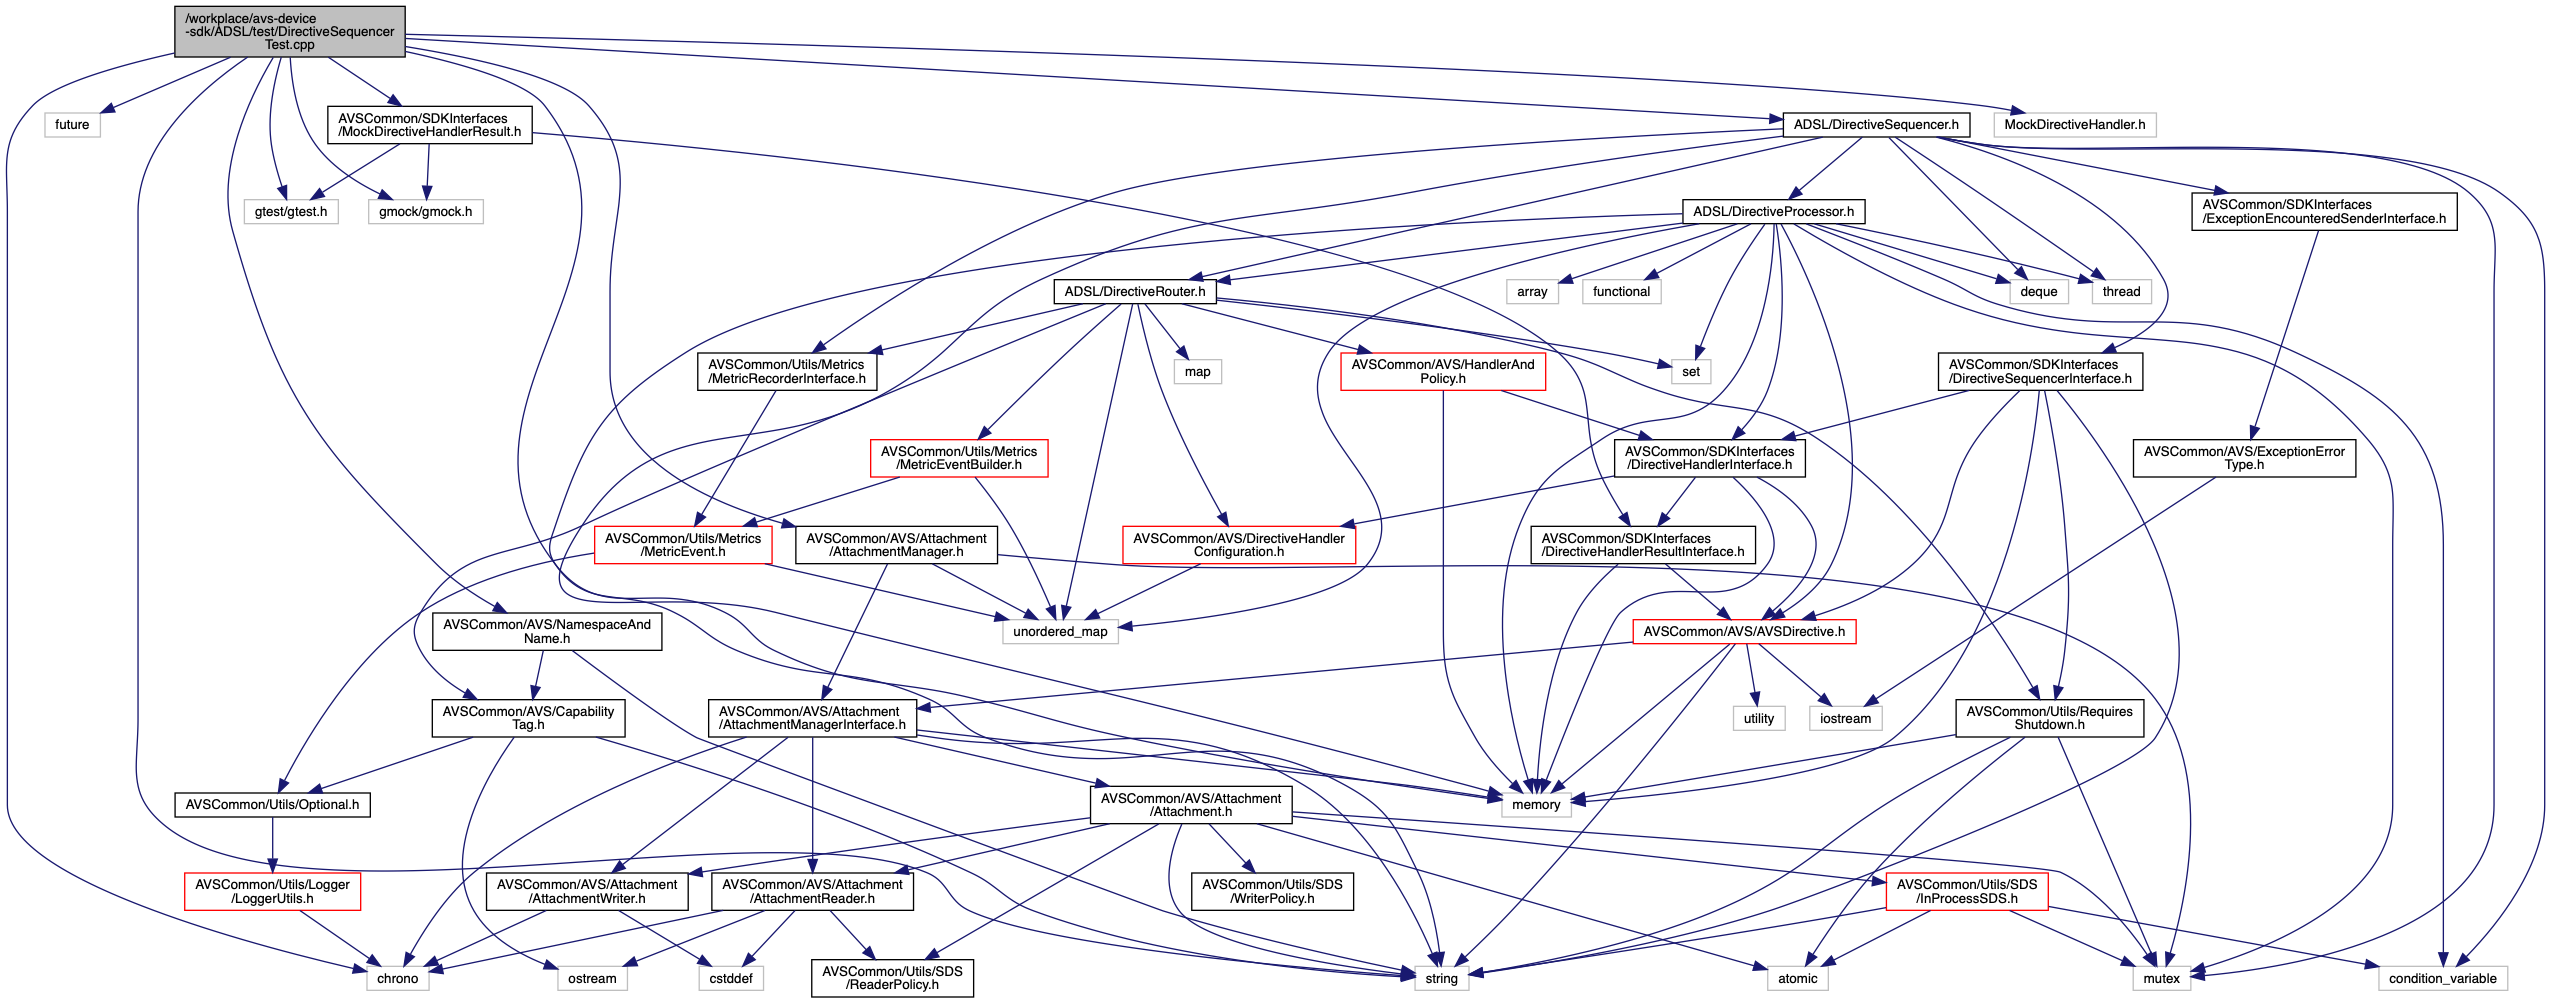 /workplace/avs-device
-sdk/ADSL/test/DirectiveSequencer
Test.cpp
future
AVSCommon/SDKInterfaces
/MockDirectiveHandlerResult.h
ADSL/DirectiveSequencer.h
MockDirectiveHandler.h
gtest/gtest.h
gmock/gmock.h
ADSL/DirectiveProcessor.h
AVSCommon/SDKInterfaces
/ExceptionEncounteredSenderInterface.h
ADSL/DirectiveRouter.h
array
functional
deque
thread
AVSCommon/Utils/Metrics
/MetricRecorderInterface.h
map
AVSCommon/AVS/HandlerAnd
Policy.h
set
AVSCommon/SDKInterfaces
/DirectiveSequencerInterface.h
AVSCommon/Utils/Metrics
/MetricEventBuilder.h
AVSCommon/SDKInterfaces
/DirectiveHandlerInterface.h
AVSCommon/AVS/ExceptionError
Type.h
AVSCommon/Utils/Metrics
/MetricEvent.h
AVSCommon/AVS/Attachment
/AttachmentManager.h
AVSCommon/AVS/DirectiveHandler
Configuration.h
AVSCommon/SDKInterfaces
/DirectiveHandlerResultInterface.h
AVSCommon/AVS/NamespaceAnd
Name.h
unordered_map
AVSCommon/AVS/AVSDirective.h
AVSCommon/AVS/Capability
Tag.h
AVSCommon/AVS/Attachment
/AttachmentManagerInterface.h
utility
iostream
AVSCommon/Utils/Requires
Shutdown.h
AVSCommon/Utils/Optional.h
AVSCommon/AVS/Attachment
/Attachment.h
memory
AVSCommon/Utils/Logger
/LoggerUtils.h
AVSCommon/AVS/Attachment
/AttachmentWriter.h
AVSCommon/AVS/Attachment
/AttachmentReader.h
AVSCommon/Utils/SDS
/WriterPolicy.h
AVSCommon/Utils/SDS
/InProcessSDS.h
chrono
ostream
cstddef
AVSCommon/Utils/SDS
/ReaderPolicy.h
string
atomic
mutex
condition_variable